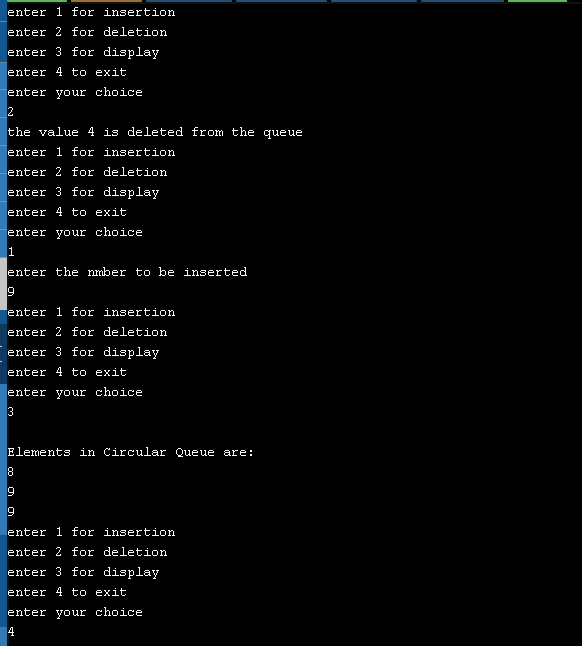 enter 1 for insertion
enter 2 for deletion
enter 3 for display
enter 4 to exit
enter your choice
2
the value 4 is deleted from the queue
enter 1 for insertion
enter 2 for deletion
enter 3 for display
enter 4 to exit
enter your choice
1
enter the nmber to be inserted
9
enter 1 for insertion
enter 2 for deletion
enter 3 for display
enter 4 to exit
enter your choice
3
Elements in Circular Queue are:
8
9
9
enter 1 for insertion
enter 2 for deletion
enter 3 for display
enter 4 to exit
enter your choice
4